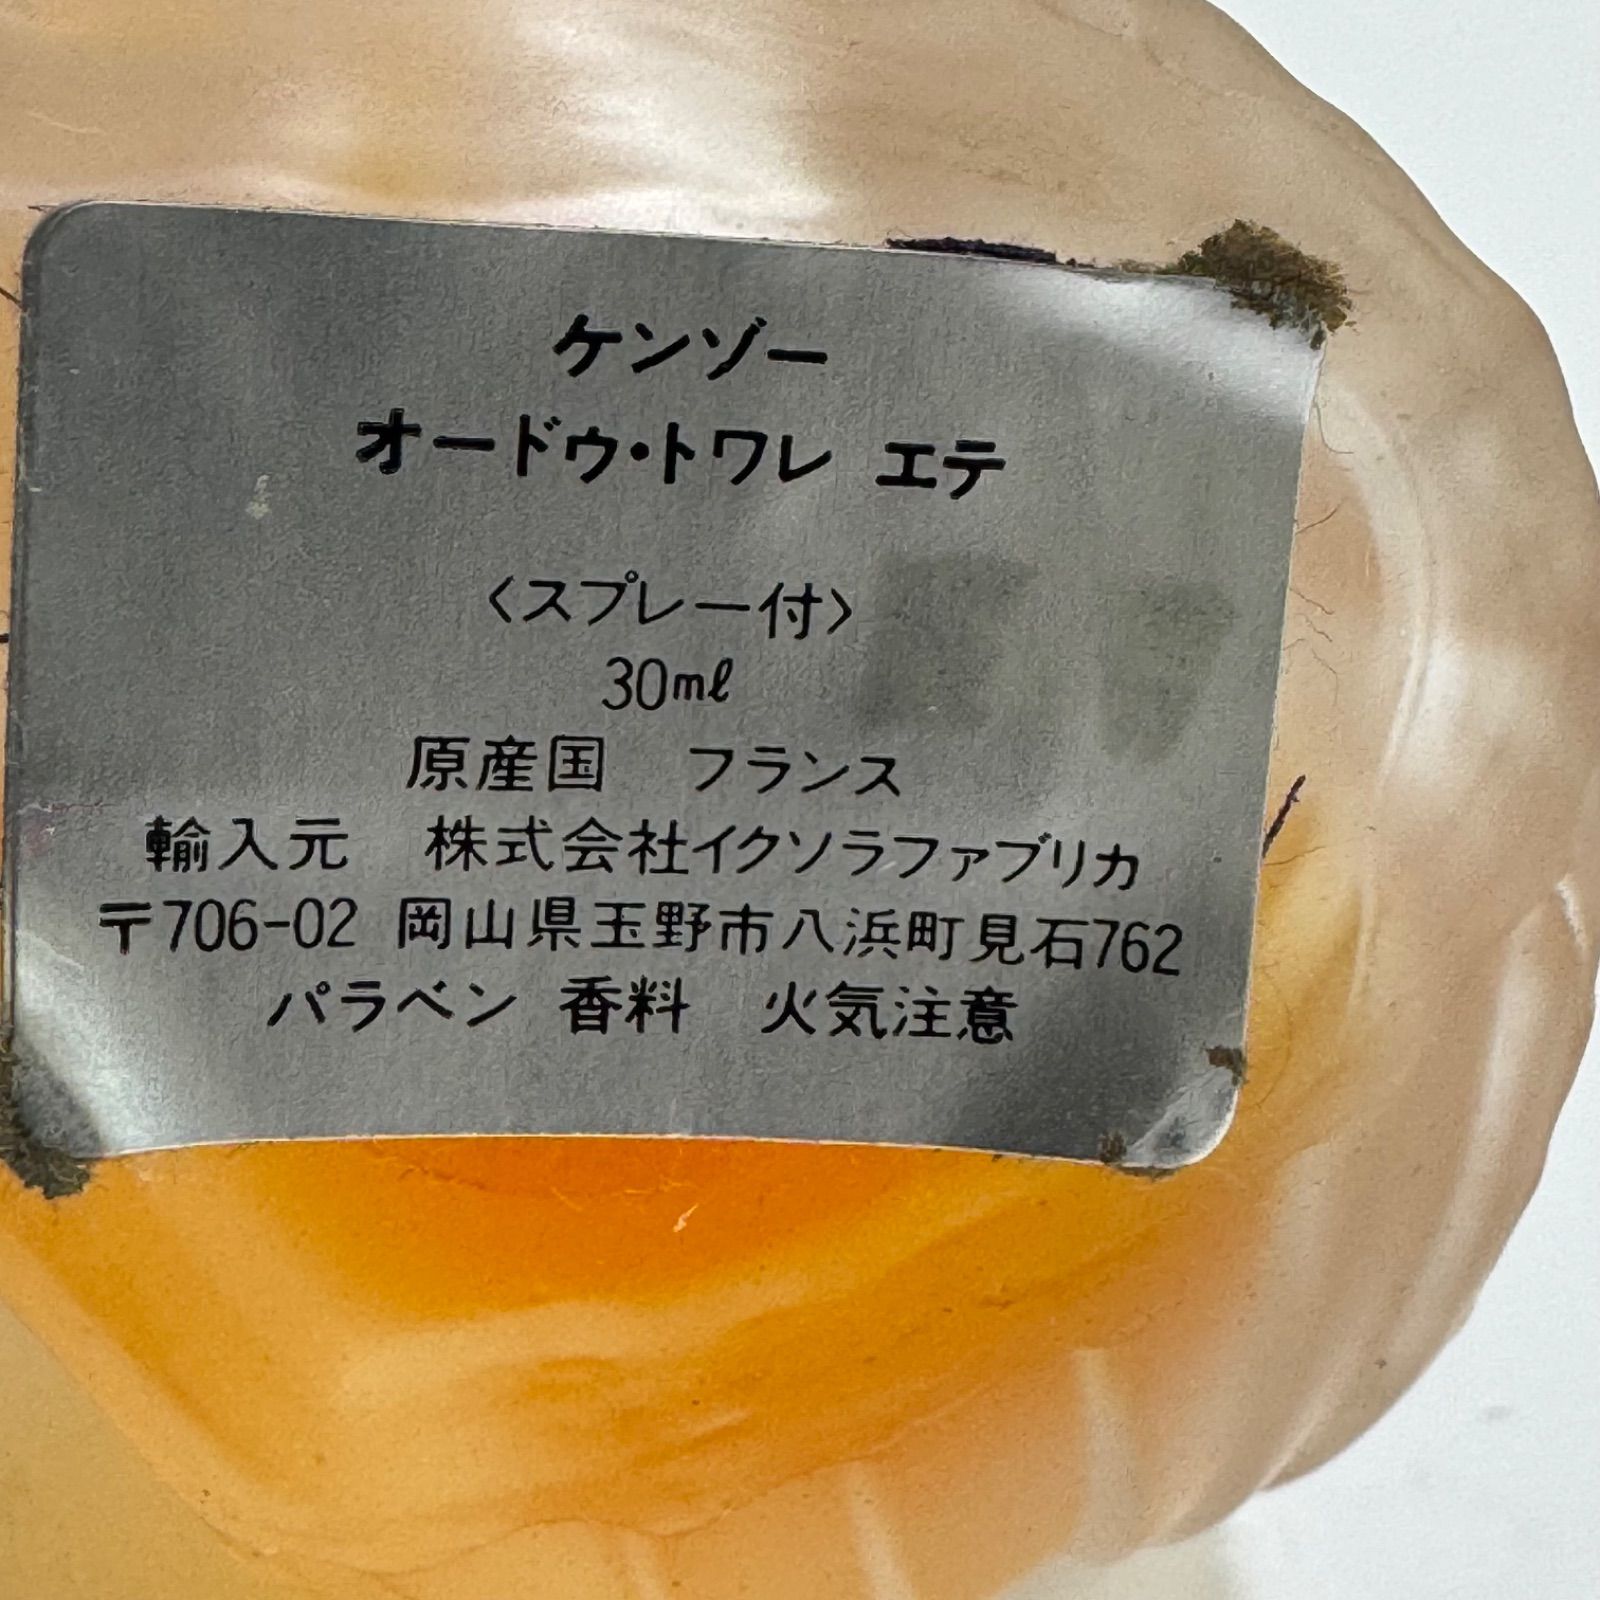 ケンゾー
オードゥ・トワレ エテ
〈スプレー付〉
30mℓ
原産国　フランス
輸入元　株式会社イクソラファブリカ
〒706-02 岡山県玉野市八浜町見石762
パラベン 香料　火気注意